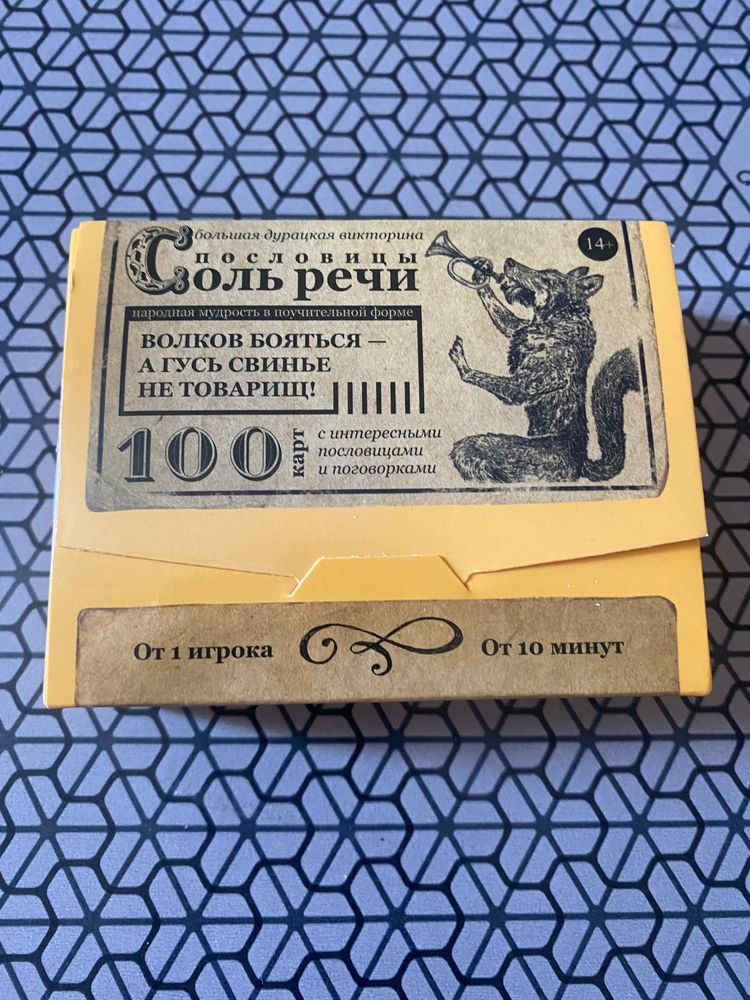 большая дурацкая викторина
14+
пословицы
Соль речи
народная мудрость в поучительной форме
ВОЛКОВ БОЯТЬСЯ —
А ГУСЬ СВИНЬЕ
НЕ ТОВАРИЩ!
100 карт
с интересными
пословицами
и поговорками
От 1 игрока
От 10 минут